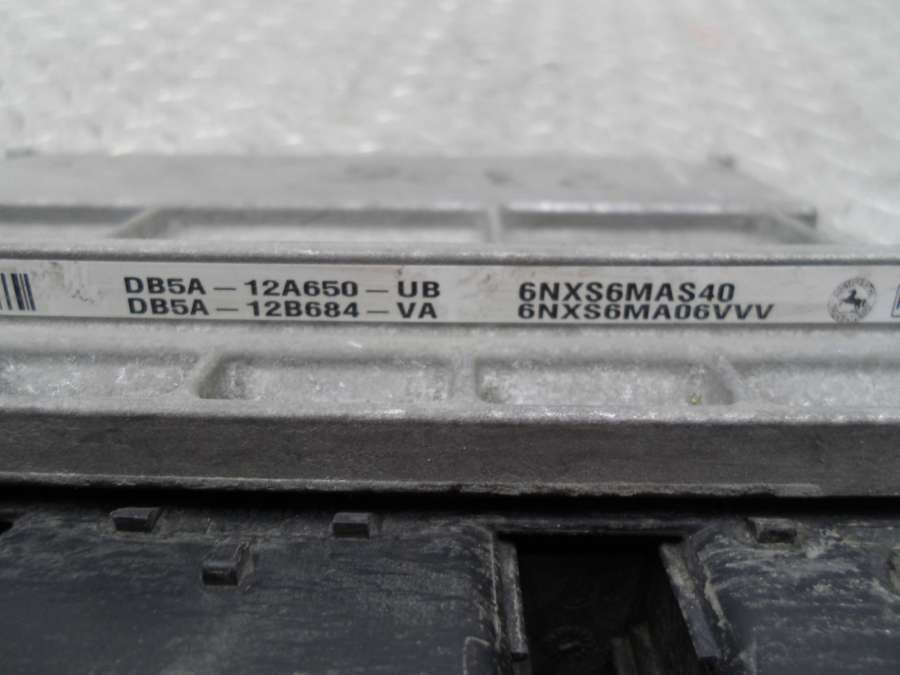 DB5A-12A650-UB 6NXS6MAS40
DB5A-12B684-VA 6NXS6MA06VVV